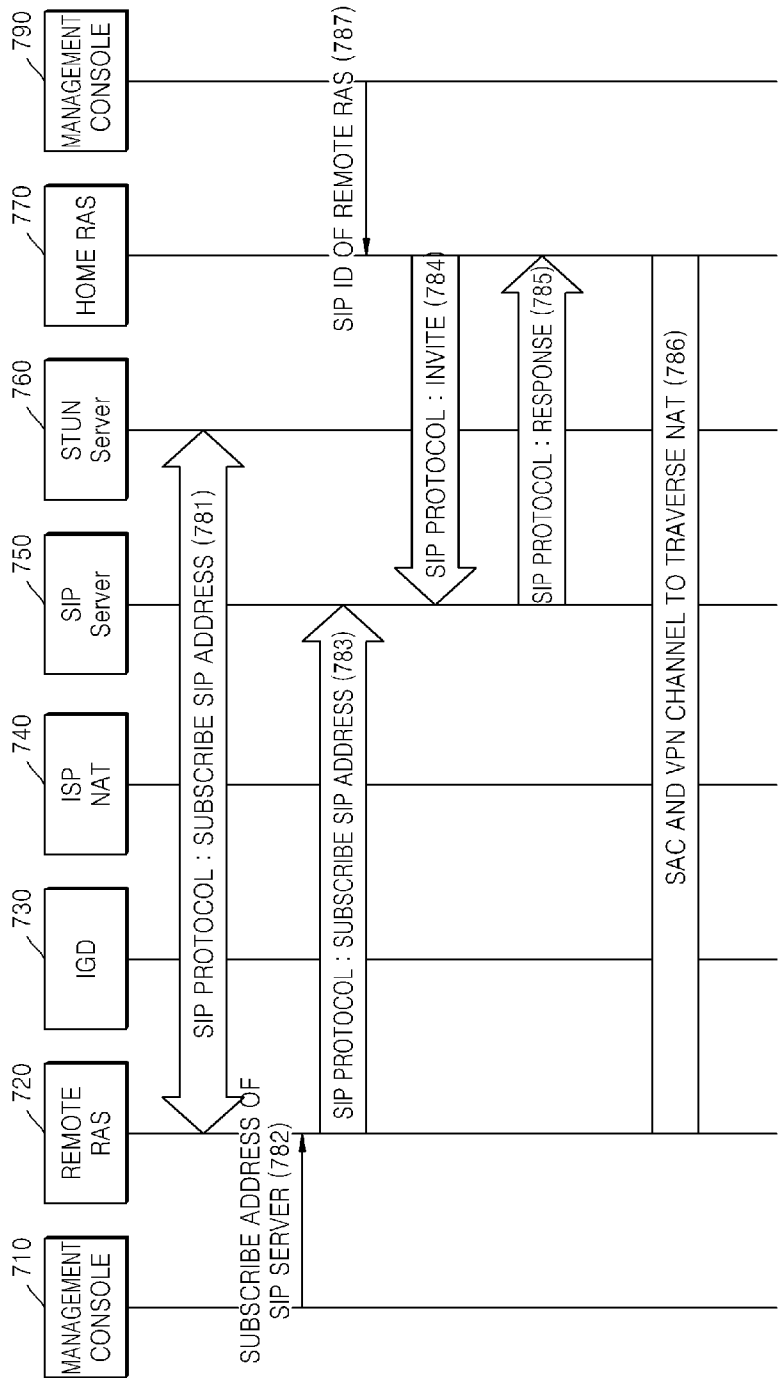 710
MANAGEMENT
CONSOLE
720
REMOTE
RAS
730
IGD
740
ISP
NAT
750
SIP
Server
760
STUN
Server
770
HOME RAS
790
MANAGEMENT
CONSOLE
SIP PROTOCOL : SUBSCRIBE SIP ADDRESS (781)
SUBSCRIBE ADDRESS OF
SIP SERVER (782)
SIP PROTOCOL : SUBSCRIBE SIP ADDRESS (783)
SIP ID OF REMOTE RAS (787)
SIP PROTOCOL : INVITE (784)
SIP PROTOCOL : RESPONSE (785)
SAC AND VPN CHANNEL TO TRAVERSE NAT (786)